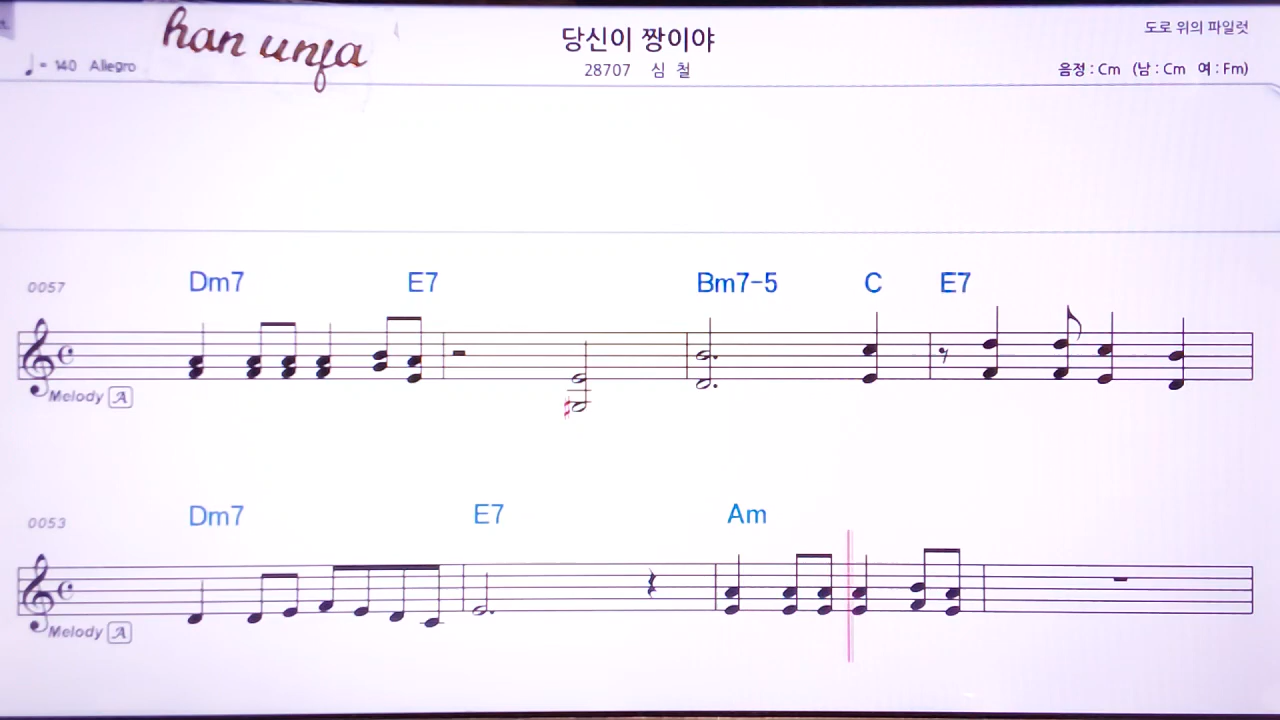 han unfa
당신이 짱이야
도로 위의 파일럿
= 140 Allegro
28707 심 철
음정 : Cm (남 : Cm 여 : Fm)
0057 Dm7 E7 Bm7-5 C E7
Melody A
0053 Dm7 E7 Am
Melody A